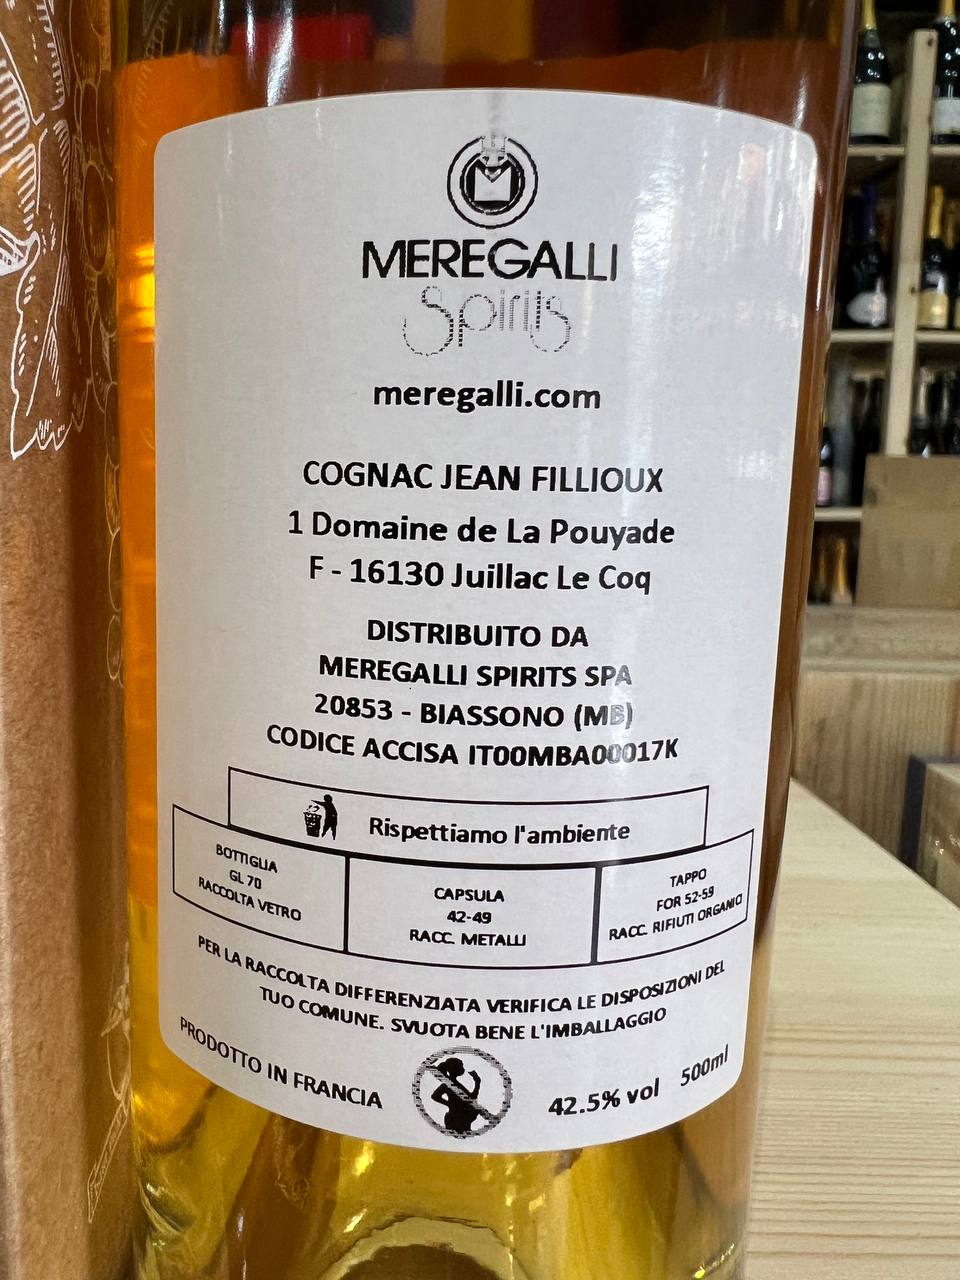 MEREGALLI
Spirits
meregalli.com
COGNAC JEAN FILLIOUX
1 Domaine de La Pouyade
F - 16130 Juillac Le Coq
DISTRIBUITO DA
MEREGALLI SPIRITS SPA
20853 - BIASSONO (MB)
CODICE ACCISA IT00MBA00017K
Rispettiamo l'ambiente
BOTTIGLIA
GL 70
RACCOLTA VETRO
CAPSULA
42-49
RACC. METALLI
TAPPO
FOR 52-59
RACC. RIFIUTI ORGANICI
PER LA RACCOLTA DIFFERENZIATA VERIFICA LE DISPOSIZIONI DEL
TUO COMUNE. SVUOTA BENE L'IMBALLAGGIO
PRODOTTO IN FRANCIA
42.5% vol 500ml